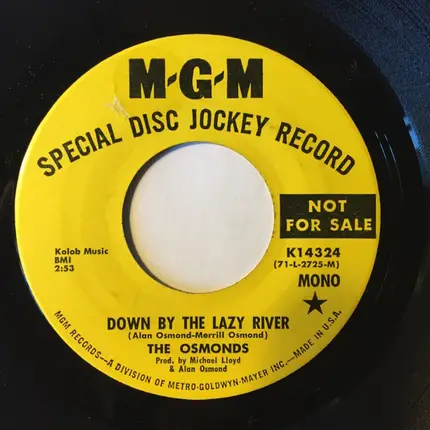 M-G-M
SPECIAL DISC JOCKEY RECORD
NOT
FOR SALE
Kolob Music
BMI
2:53
K14324
(71-L-2725-M)
MONO
DOWN BY THE LAZY RIVER
(Alan Osmond-Merrill Osmond)
THE OSMONDS
Prod. by Michael Lloyd
& Alan Osmond
MGM RECORDS—A DIVISION OF METRO-GOLDWYN-MAYER INC.—MADE IN U.S.A.